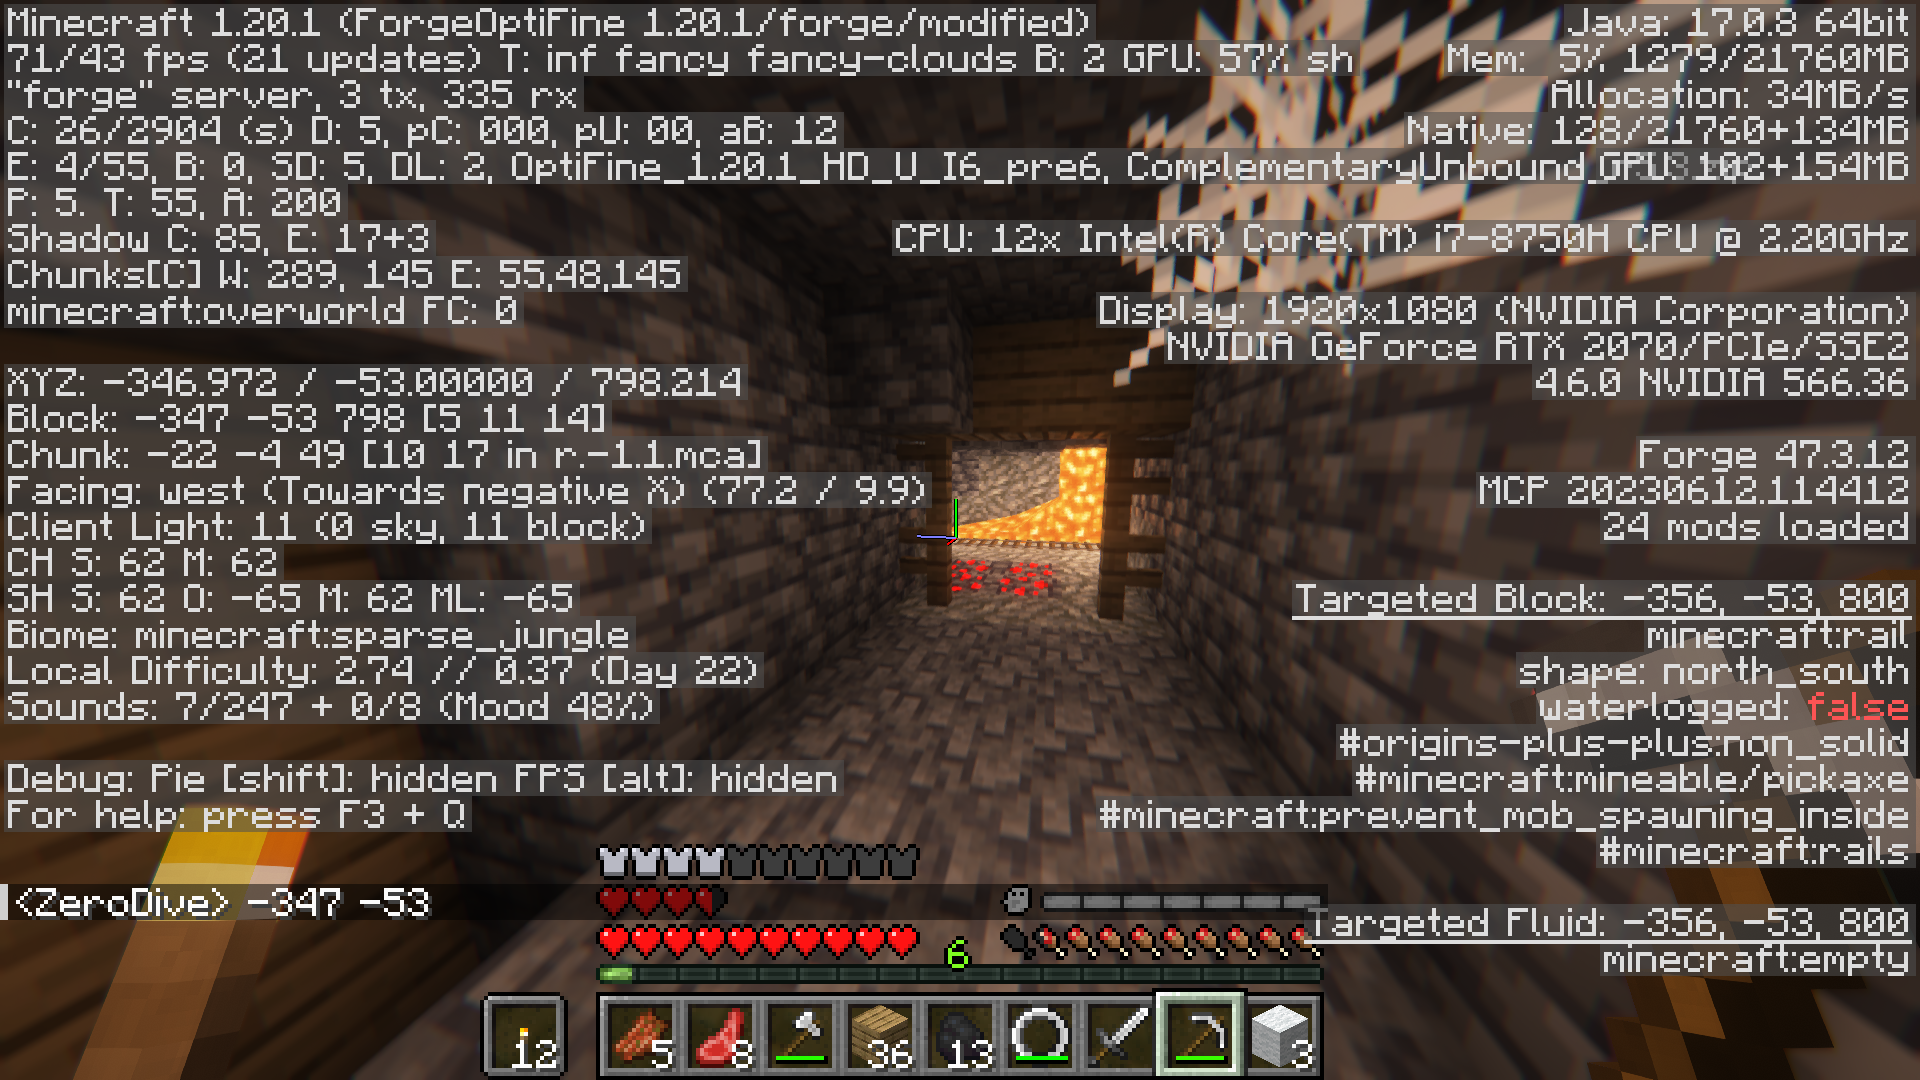 Minecraft 1.20.1 (ForgeOptiFine 1.20.1/forge/modified)
71/43 fps (21 updates) T: inf fancy fancy-clouds B: 2 GPU: 57% sh
"forge" server, 3 tx, 335 rx
C: 26/2904 (s) D: 5, pC: 000, pU: 00, aB: 12
E: 4/55, B: 0, SD: 5, DL: 2, OptiFine_1.20.1_HD_U_I6_pre6, ComplementaryUnbound
P: 5. T: 55, A: 200
Shadow C: 85, E: 17+3
Chunks[C] W: 289, 145 E: 55,48,145
minecraft:overworld FC: 0
XYZ: -346.972 / -53.00000 / 798.214
Block: -347 -53 798 [5 11 14]
Chunk: -22 -4 49 [10 17 in r.-1.1.mca]
Facing: west (Towards negative X) (77.2 / 9.9)
Client Light: 11 (0 sky, 11 block)
CH S: 62 M: 62
SH S: 62 O: -65 M: 62 ML: -65
Biome: minecraft:sparse_jungle
Local Difficulty: 2.74 // 0.37 (Day 22)
Sounds: 7/247 + 0/8 (Mood 48%)
Debug: Pie [shift]: hidden FPS [alt]: hidden
For help: press F3 + Q
Java: 17.0.8 64bit
Mem: 5% 1279/21760MB
Allocation: 34MB/s
Native: 128/21760+134MB
GPU: 102+154MB
CPU: 12x Intel(R) Core(TM) i7-8750H CPU @ 2.20GHz
Display: 1920x1080 (NVIDIA Corporation)
NVIDIA GeForce RTX 2070/PCIe/SSE2
4.6.0 NVIDIA 566.36
Forge 47.3.12
MCP 20230612.114412
24 mods loaded
Targeted Block: -356, -53, 800
minecraft:rail
shape: north_south
waterlogged: false
#origins-plus-plus:non_solid
#minecraft:mineable/pickaxe
#minecraft:prevent_mob_spawning_inside
#minecraft:rails
Targeted Fluid: -356, -53, 800
minecraft:empty
<ZeroDive> -347 -53
6
12
5
8
36
13
3